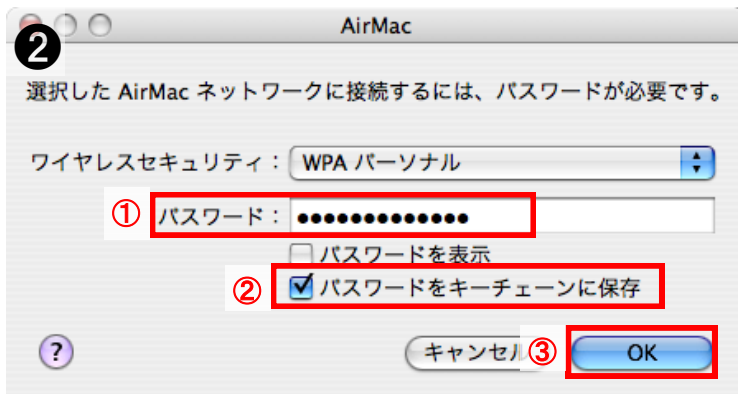 ❷
AirMac
選択した AirMac ネットワークに接続するには、パスワードが必要です。
ワイヤレスセキュリティ： WPA パーソナル
① パスワード： ●●●●●●●●●●●●●
パスワードを表示
② パスワードをキーチェーンに保存
? キャンセル ③ OK